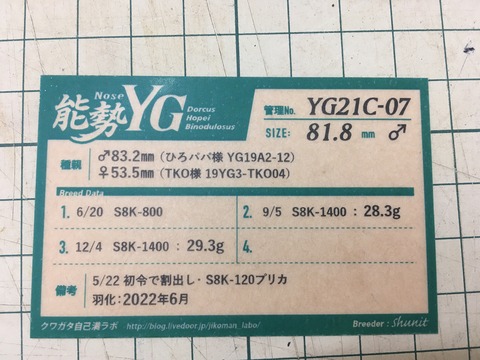 能勢YG
Nose
Dorcus
Hopei
Binodulosus
管理No. YG21C-07
SIZE: 81.8 mm ♂
種親
♂83.2㎜(ひろパパ様 YG19A2-12)
♀53.5㎜(TKO様 19YG3-TKO04)
Breed Data
1. 6/20 S8K-800
2. 9/5 S8K-1400 : 28.3g
3. 12/4 S8K-1400 : 29.3g
4.
備考
5/22 初令で割出し・S8K-120プリカ
羽化:2022年6月
クワガタ自己満ラボ http://blog.livedoor.jp/jikoman_labo/
Breeder : Shunit